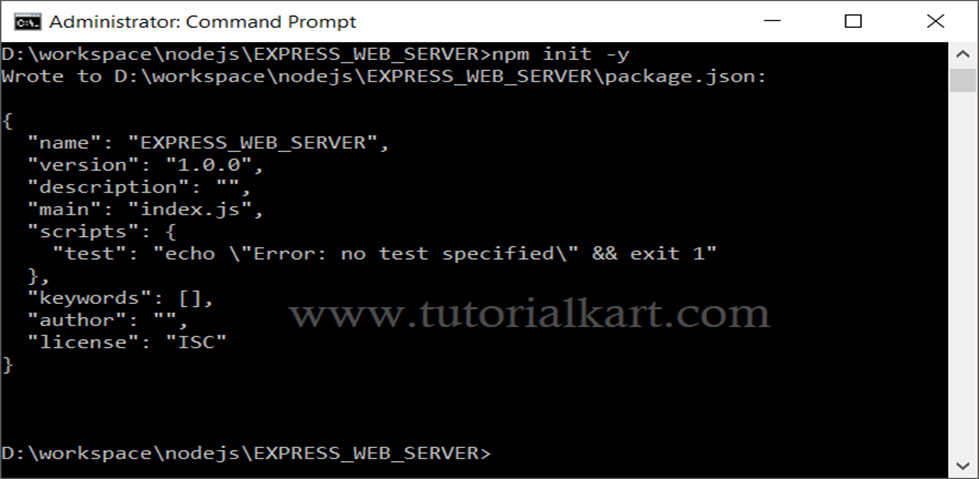 Administrator: Command Prompt
D:\workspace\nodejs\EXPRESS_WEB_SERVER>npm init -y
Wrote to D:\workspace\nodejs\EXPRESS_WEB_SERVER\package.json:
{
  "name": "EXPRESS_WEB_SERVER",
  "version": "1.0.0",
  "description": "",
  "main": "index.js",
  "scripts": {
    "test": "echo \"Error: no test specified\" && exit 1"
  },
  "keywords": [],
  "author": "",
www.tutorialkart.com
  "license": "ISC"
}
D:\workspace\nodejs\EXPRESS_WEB_SERVER>